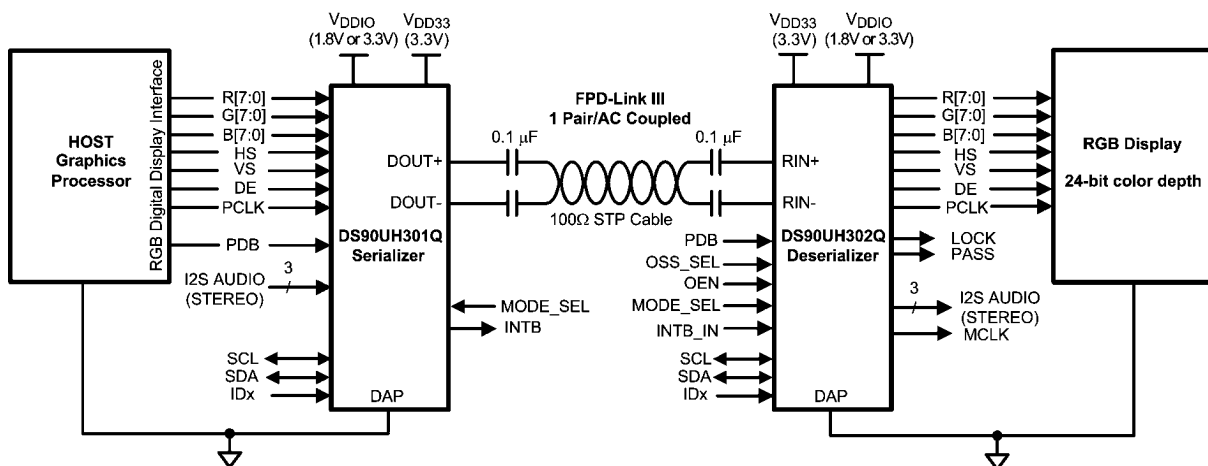 VDDIO
(1.8V or 3.3V)
VDD33
(3.3V)
VDD33
(3.3V)
VDDIO
(1.8V or 3.3V)
HOST
Graphics
Processor
RGB Digital Display Interface
R[7:0]
G[7:0]
B[7:0]
HS
VS
DE
PCLK
PDB
I2S AUDIO
(STEREO)
3
SCL
SDA
IDx
DOUT+
DOUT-
DS90UH301Q
Serializer
DAP
MODE_SEL
INTB
FPD-Link III
1 Pair/AC Coupled
0.1 µF
0.1 µF
100Ω STP Cable
PDB
OSS_SEL
OEN
MODE_SEL
INTB_IN
SCL
SDA
IDx
RIN+
RIN-
DS90UH302Q
Deserializer
DAP
R[7:0]
G[7:0]
B[7:0]
HS
VS
DE
PCLK
LOCK
PASS
3
I2S AUDIO
(STEREO)
MCLK
RGB Display
24-bit color depth